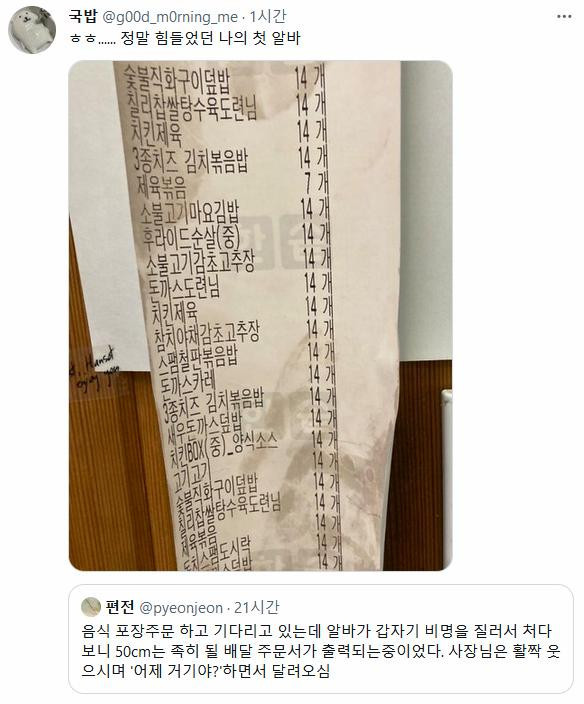 국밥 @g00d_m0rning_me · 1시간
ㅎㅎ...... 정말 힘들었던 나의 첫 알바
숯불직화구이덮밥 14 개
칠리찹쌀탕수육도련님 14 개
치킨제육 14 개
3종치즈 김치볶음밥 14 개
제육볶음 7 개
소불고기마요김밥 14 개
후라이드순살(중) 14 개
소불고기감초고추장 14 개
돈까스도련님 14 개
치킨제육 14 개
참치야채감초고추장 14 개
스팸철판볶음밥 14 개
돈까스카레 14 개
3종치즈 김치볶음밥 14 개
새우돈까스덮밥 14 개
치킨BOX(중)_양식소스 14 개
고기고기 14 개
숯불직화구이덮밥 14 개
칠리찹쌀탕수육도련님 14 개
제육볶음 14 개
돈치스팸도시락 14 개
편전 @pyeonjeon · 21시간
음식 포장주문 하고 기다리고 있는데 알바가 갑자기 비명을 질러서 쳐다
보니 50cm는 족히 될 배달 주문서가 출력되는중이었다. 사장님은 활짝 웃
으시며 '어제 거기야?'하면서 달려오심